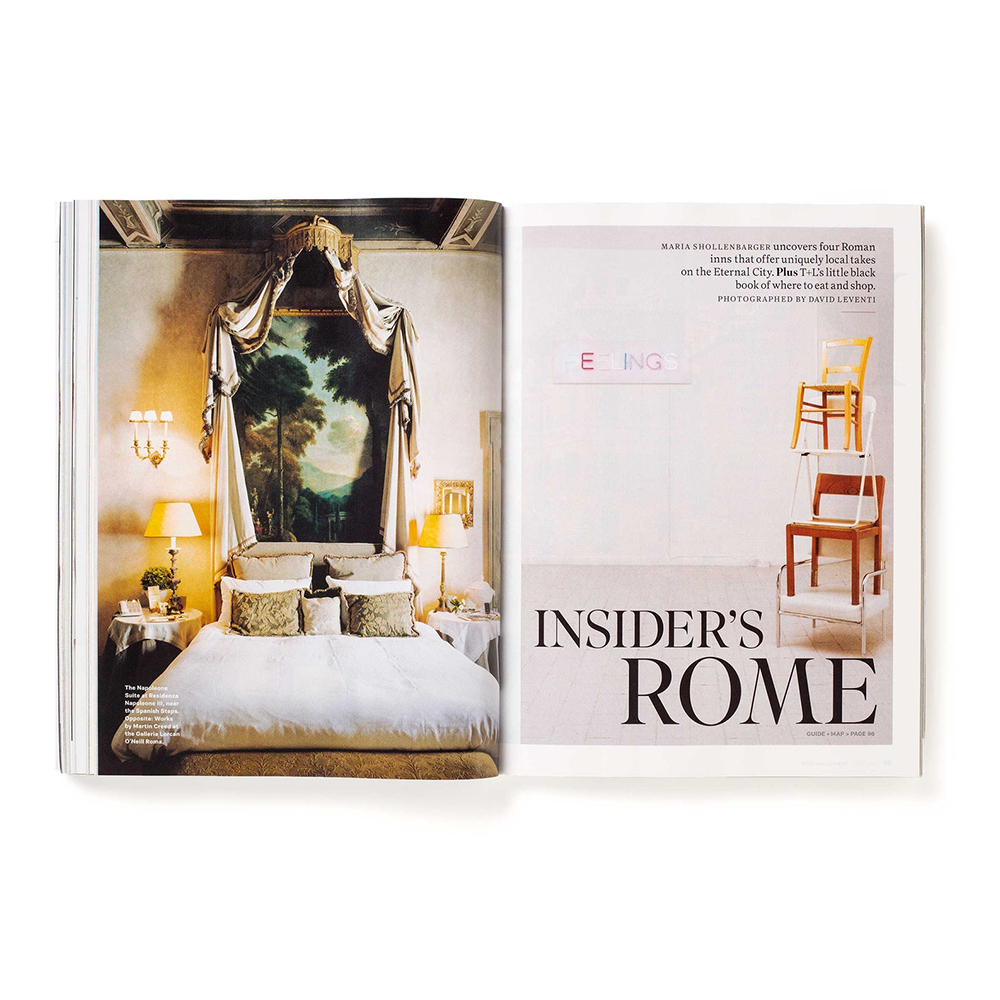 The Napoleone
Suite at Residenza
Napoleone III, near
the Spanish Steps.
Opposite: Works
by Martin Creed at
the Galleria Lorcan
O'Neill Roma.
MARIA SHOLLENBARGER uncovers four Roman
inns that offer uniquely local takes
on the Eternal City. Plus T+L's little black
book of where to eat and shop.
PHOTOGRAPHED BY DAVID LEVENTI
FEELINGS
INSIDER'S
ROME
GUIDE + MAP > PAGE 96